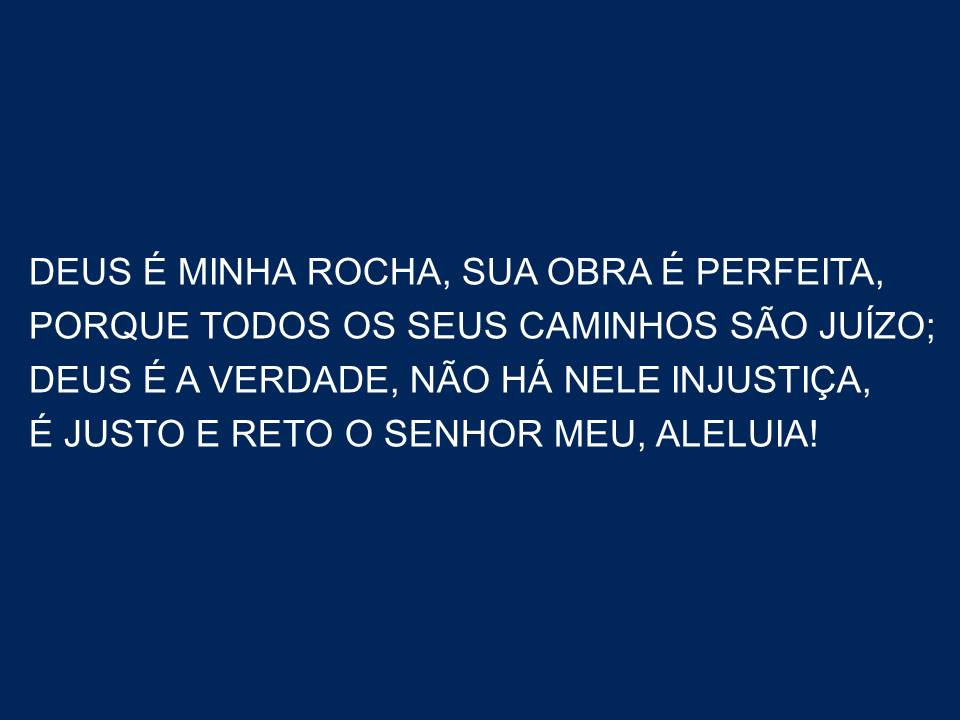 DEUS É MINHA ROCHA, SUA OBRA É PERFEITA,
PORQUE TODOS OS SEUS CAMINHOS SÃO JUÍZO;
DEUS É A VERDADE, NÃO HÁ NELE INJUSTIÇA,
É JUSTO E RETO O SENHOR MEU, ALELUIA!